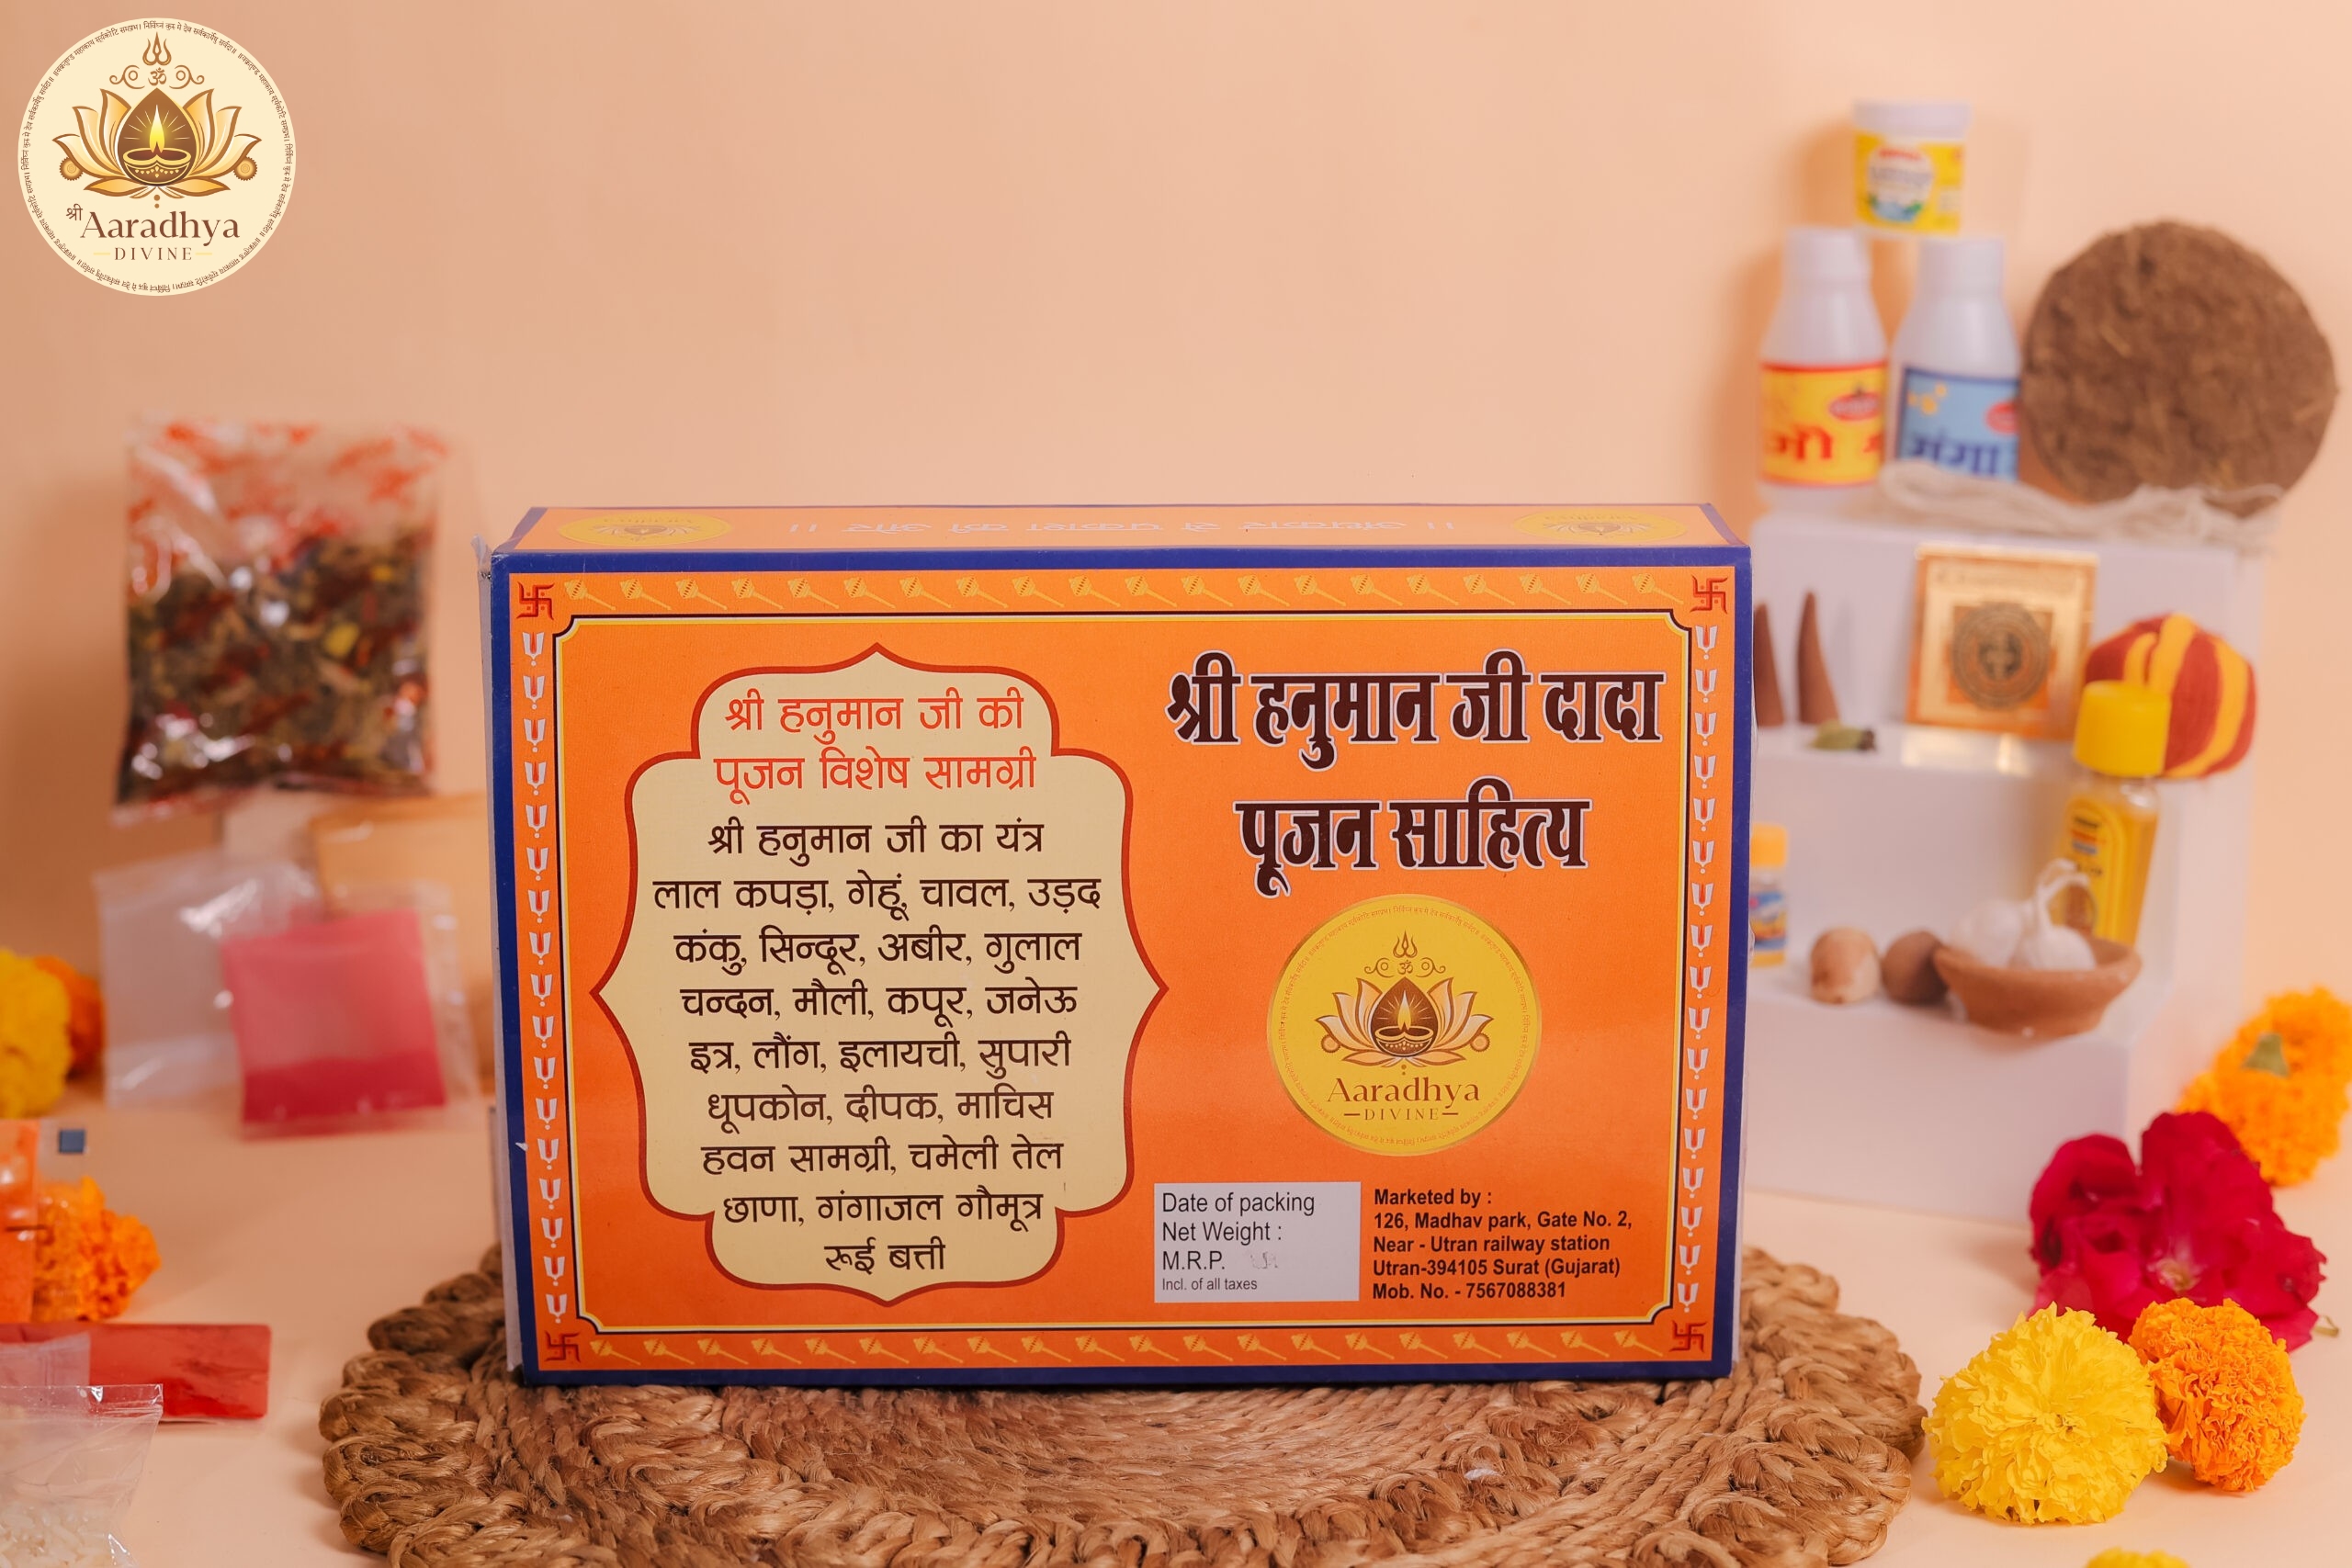 श्री
Aaradhya
DIVINE
श्री हनुमान जी की
पूजन विशेष सामग्री
श्री हनुमान जी का यंत्र
लाल कपड़ा, गेहूं, चावल, उड़द
कंकु, सिन्दूर, अबीर, गुलाल
चन्दन, मौली, कपूर, जनेऊ
इत्र, लौंग, इलायची, सुपारी
धूपकोन, दीपक, माचिस
हवन सामग्री, चमेली तेल
छाणा, गंगाजल गौमूत्र
रूई बत्ती
श्री हनुमान जी दादा
पूजन साहित्य
Aaradhya
DIVINE
Date of packing
Net Weight :
M.R.P.
Incl. of all taxes
Marketed by :
126, Madhav park, Gate No. 2,
Near - Utran railway station
Utran-394105 Surat (Gujarat)
Mob. No. - 7567088381
गंगा